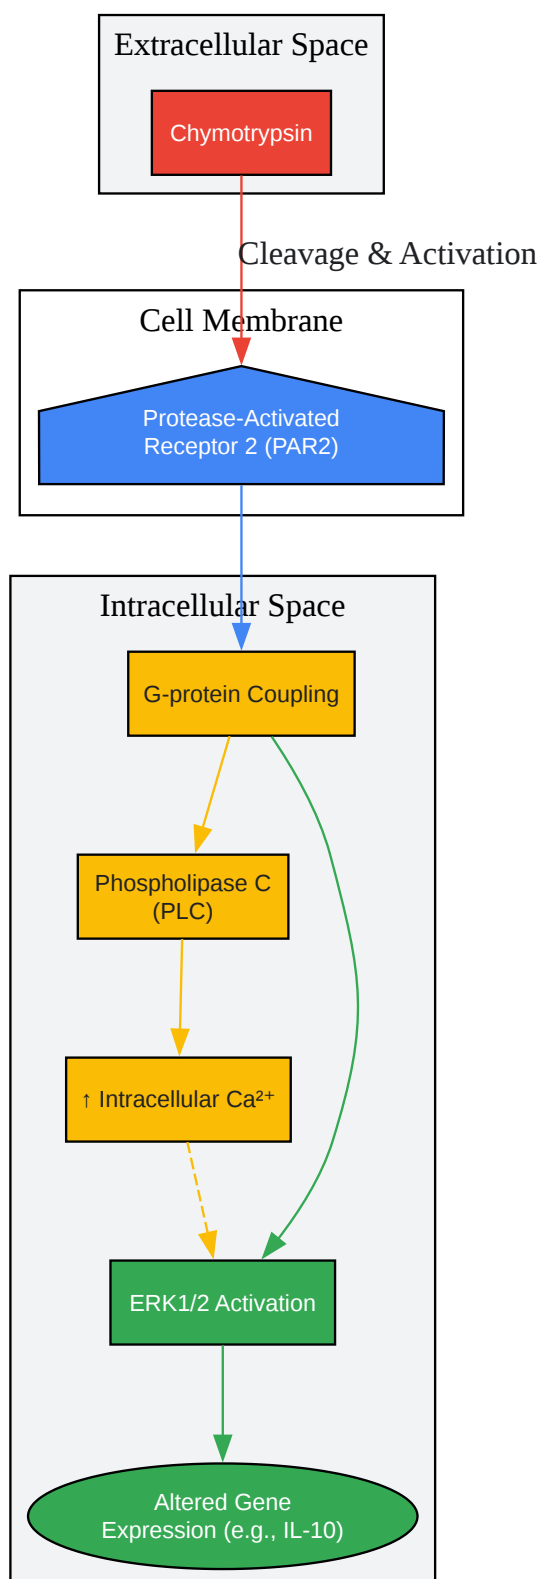 Extracellular Space
Chymotrypsin
Cleavage & Activation
Cell Membrane
Protease-Activated
Receptor 2 (PAR2)
Intracellular Space
G-protein Coupling
Phospholipase C
(PLC)
↑ Intracellular Ca²⁺
ERK1/2 Activation
Altered Gene
Expression (e.g., IL-10)